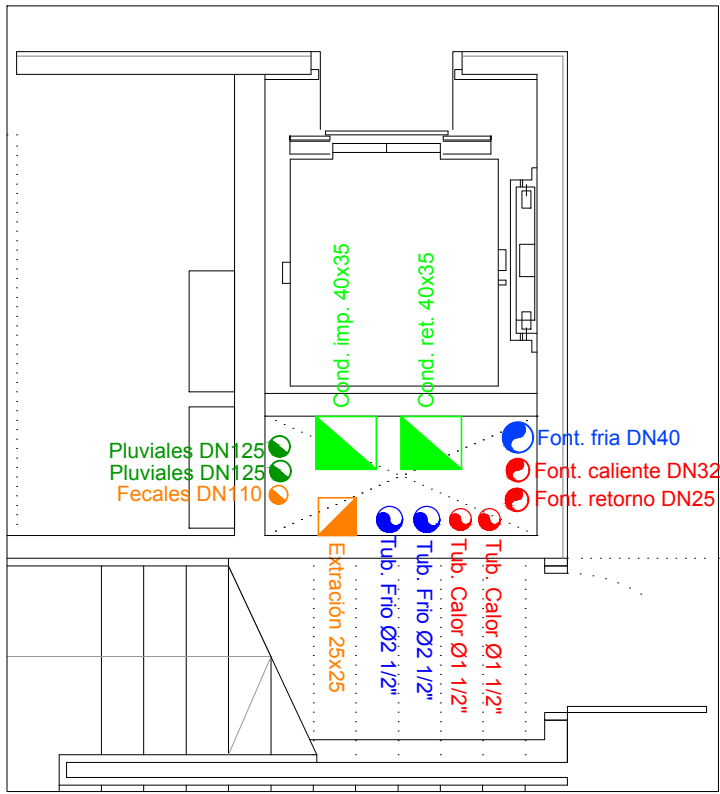 Cond. imp. 40x35
Cond. ret. 40x35
Pluviales DN125
Pluviales DN125
Fecales DN110
Font. fria DN40
Font. caliente DN32
Font. retorno DN25
Extración 25x25
Tub. Frio Ø2 1/2"
Tub. Frio Ø2 1/2"
Tub. Calor Ø1 1/2"
Tub. Calor Ø1 1/2"